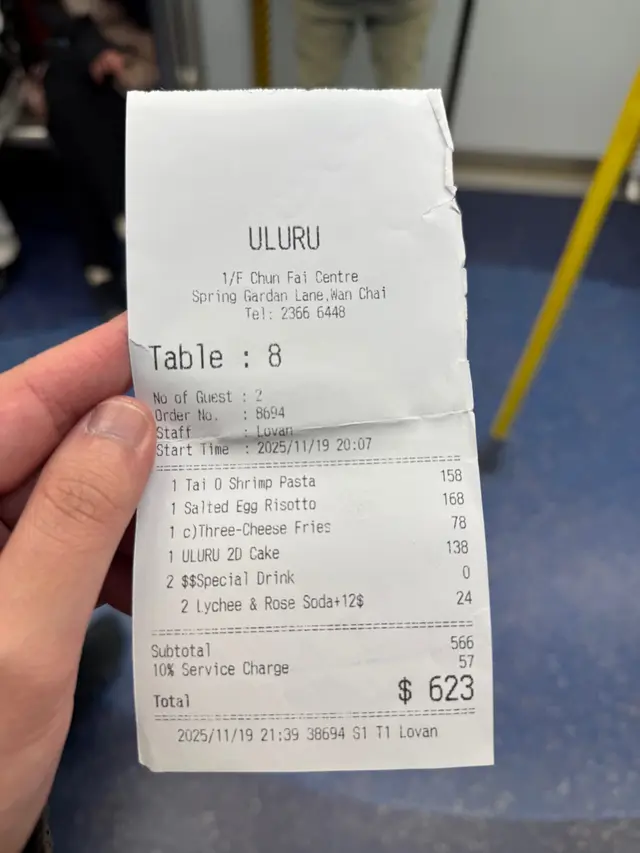 ULURU
1/F Chun Fai Centre
Spring Gardan Lane,Wan Chai
Tel: 2366 6448
Table : 8
No of Guest : 2
Order No. : 8694
Staff : Lovan
Start Time : 2025/11/19 20:07
1 Tai O Shrimp Pasta 158
1 Salted Egg Risotto 168
1 c)Three-Cheese Fries 78
1 ULURU 2D Cake 138
2 $$Special Drink 0
2 Lychee & Rose Soda+12$ 24
Subtotal 566
10% Service Charge 57
Total $ 623
2025/11/19 21:39 38694 S1 T1 Lovan